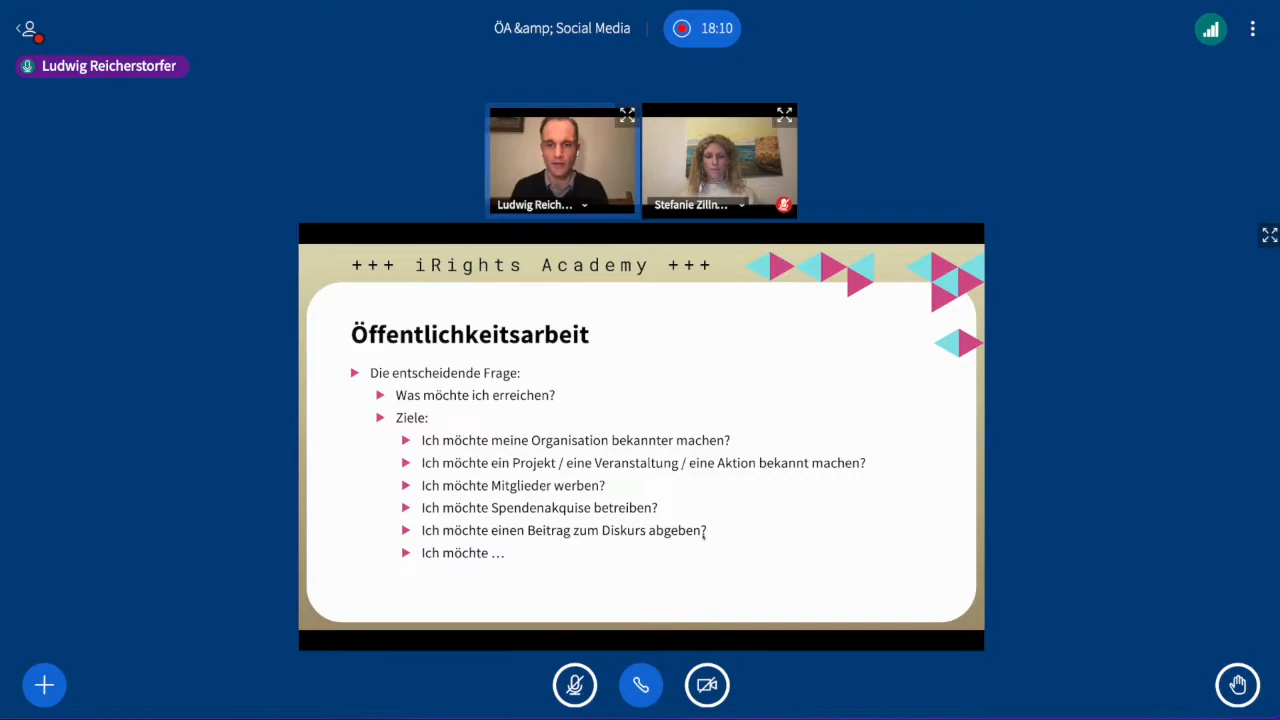 ÖA &amp; Social Media
18:10
Ludwig Reicherstorfer
Ludwig Reich...
Stefanie Zilln...
+++ iRights Academy +++
Öffentlichkeitsarbeit
Die entscheidende Frage:
Was möchte ich erreichen?
Ziele:
Ich möchte meine Organisation bekannter machen?
Ich möchte ein Projekt / eine Veranstaltung / eine Aktion bekannt machen?
Ich möchte Mitglieder werben?
Ich möchte Spendenakquise betreiben?
Ich möchte einen Beitrag zum Diskurs abgeben?
Ich möchte …